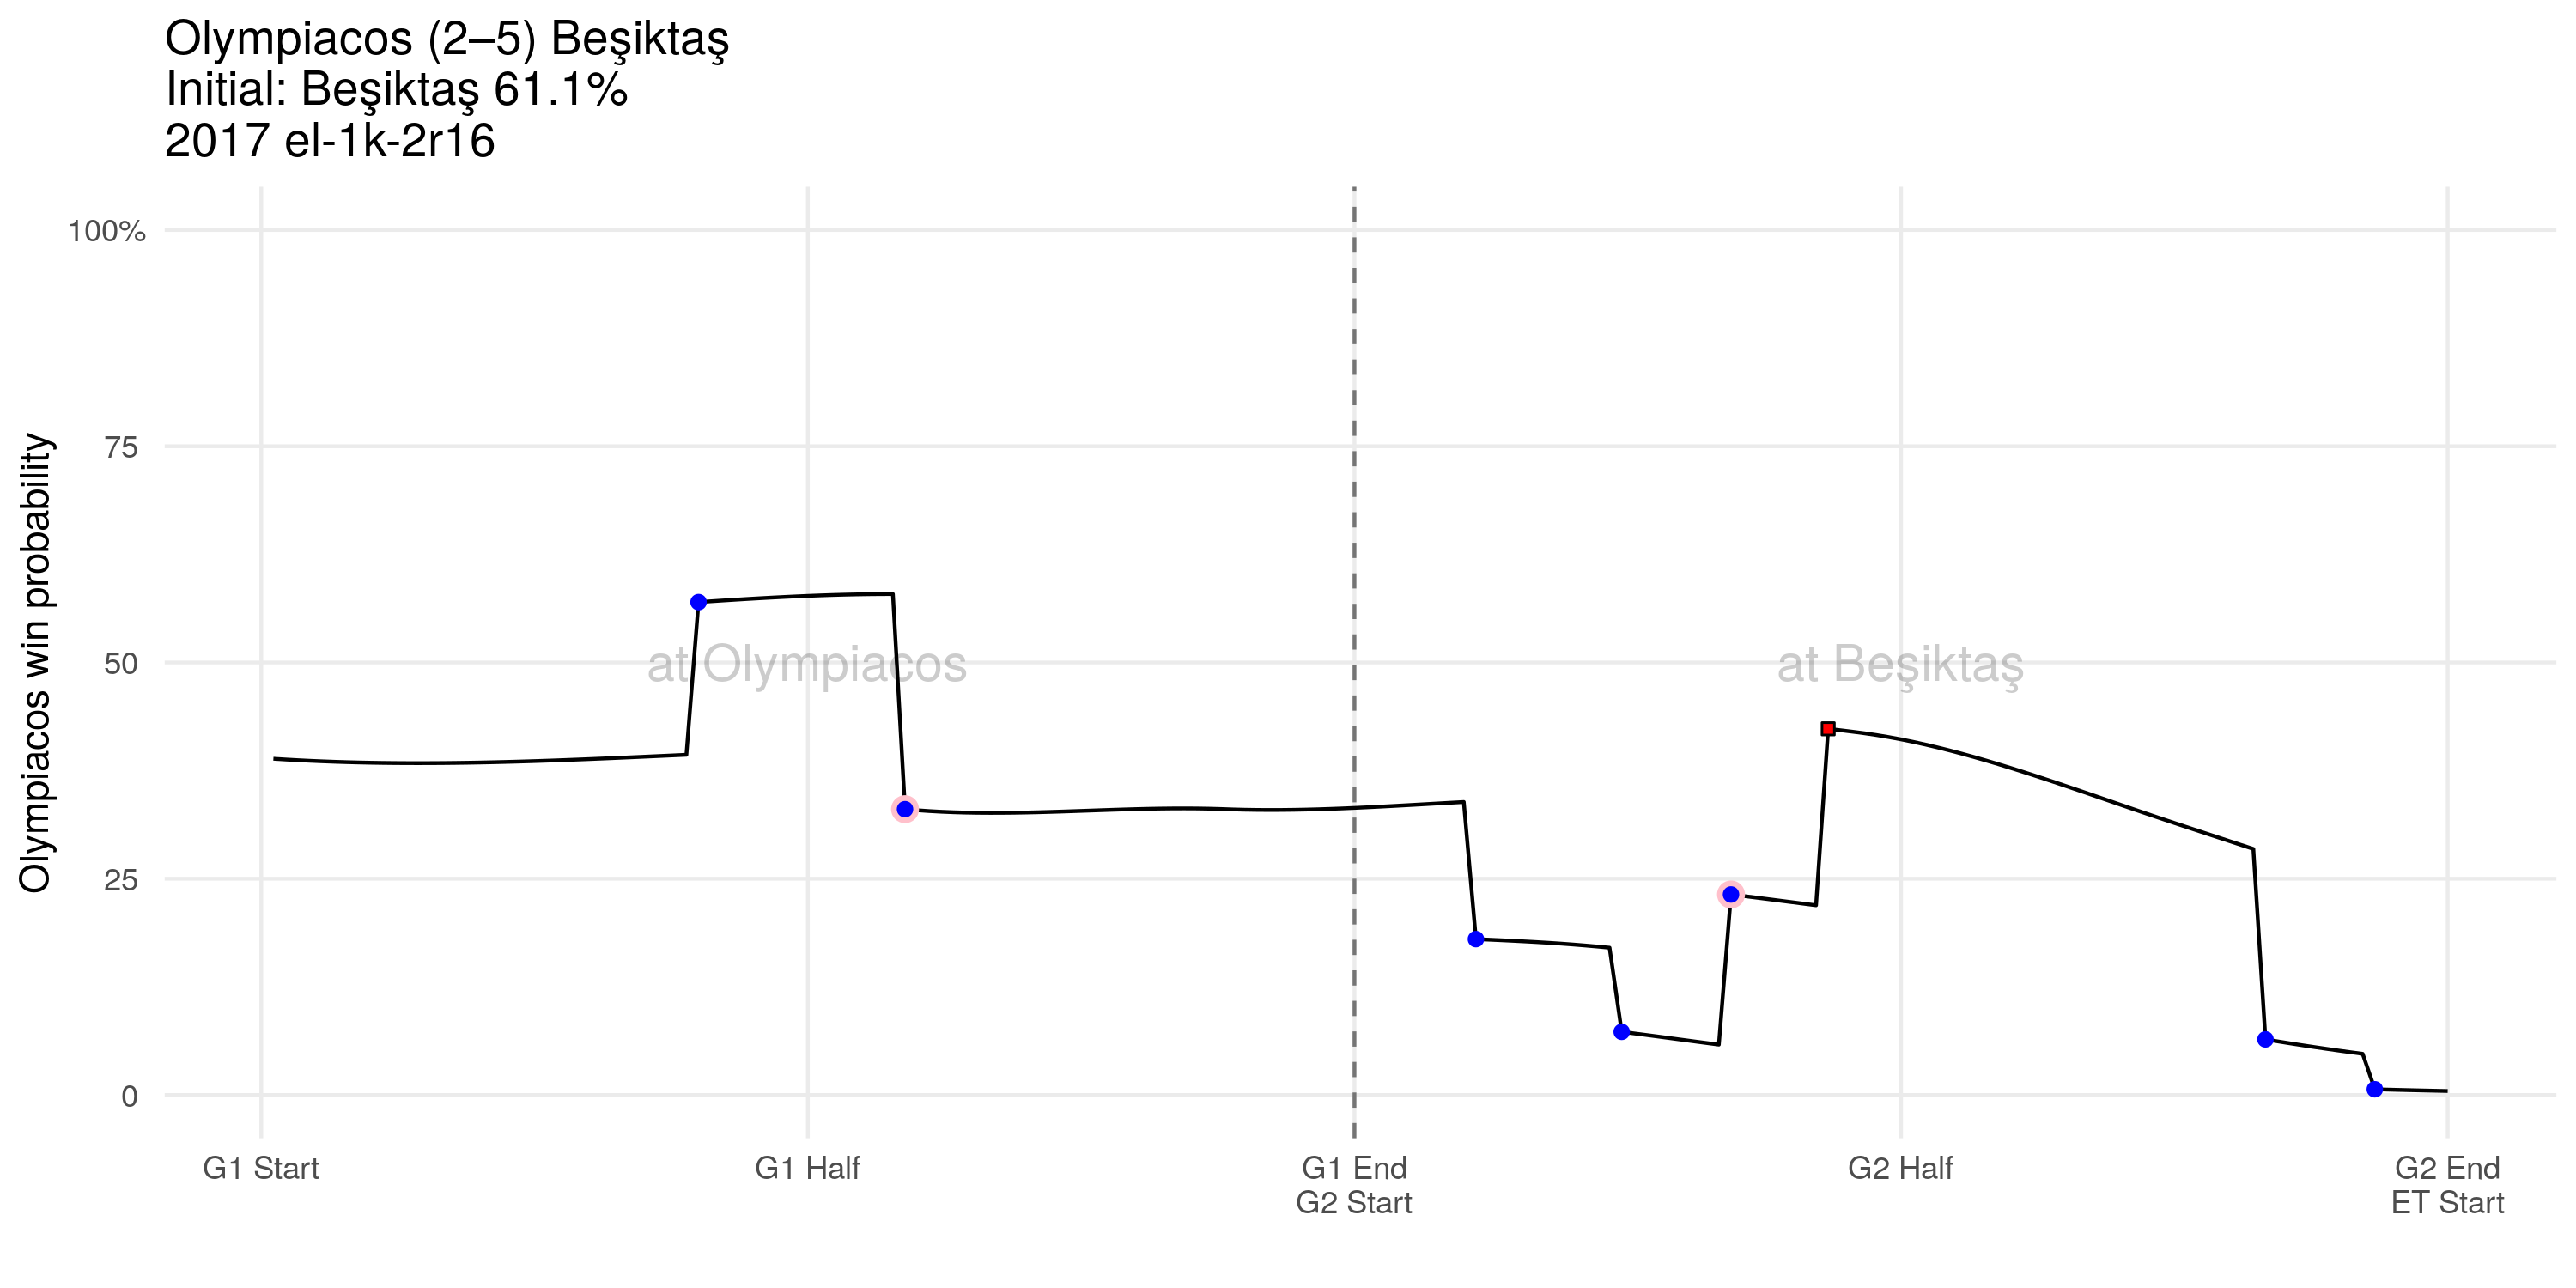 Olympiacos (2–5) Beşiktaş
Initial: Beşiktaş 61.1%
2017 el-1k-2r16
Olympiacos win probability
100%
75
50
25
0
at Olympiacos
at Beşiktaş
G1 Start
G1 Half
G1 End
G2 Start
G2 Half
G2 End
ET Start